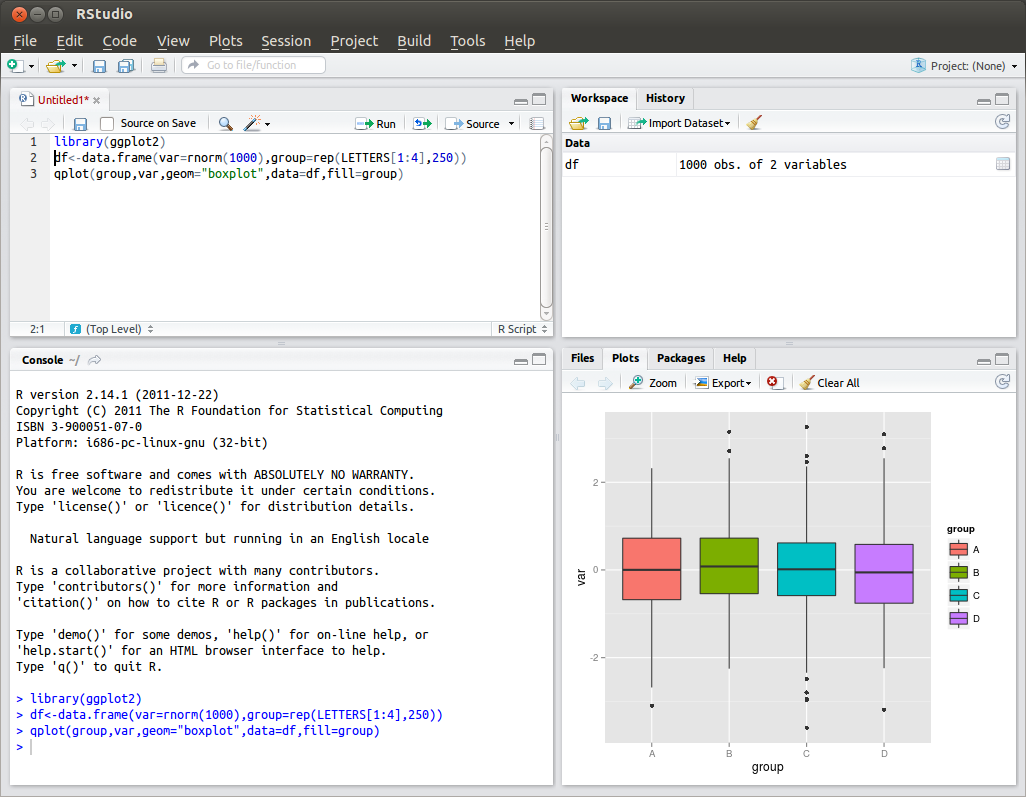 RStudio
File Edit Code View Plots Session Project Build Tools Help
Go to file/function Project: (None)
Untitled1*
Source on Save Run Source
1 library(ggplot2)
2 df<-data.frame(var=rnorm(1000),group=rep(LETTERS[1:4],250))
3 qplot(group,var,geom="boxplot",data=df,fill=group)
2:1 (Top Level) R Script
Workspace History
Import Dataset
Data
df 1000 obs. of 2 variables
Console ~/
R version 2.14.1 (2011-12-22)
Copyright (C) 2011 The R Foundation for Statistical Computing
ISBN 3-900051-07-0
Platform: i686-pc-linux-gnu (32-bit)
R is free software and comes with ABSOLUTELY NO WARRANTY.
You are welcome to redistribute it under certain conditions.
Type 'license()' or 'licence()' for distribution details.
Natural language support but running in an English locale
R is a collaborative project with many contributors.
Type 'contributors()' for more information and
'citation()' on how to cite R or R packages in publications.
Type 'demo()' for some demos, 'help()' for on-line help, or
'help.start()' for an HTML browser interface to help.
Type 'q()' to quit R.
> library(ggplot2)
> df<-data.frame(var=rnorm(1000),group=rep(LETTERS[1:4],250))
> qplot(group,var,geom="boxplot",data=df,fill=group)
>
Files Plots Packages Help
Zoom Export Clear All
2
0
-2
var
A B C D
group
group
A
B
C
D